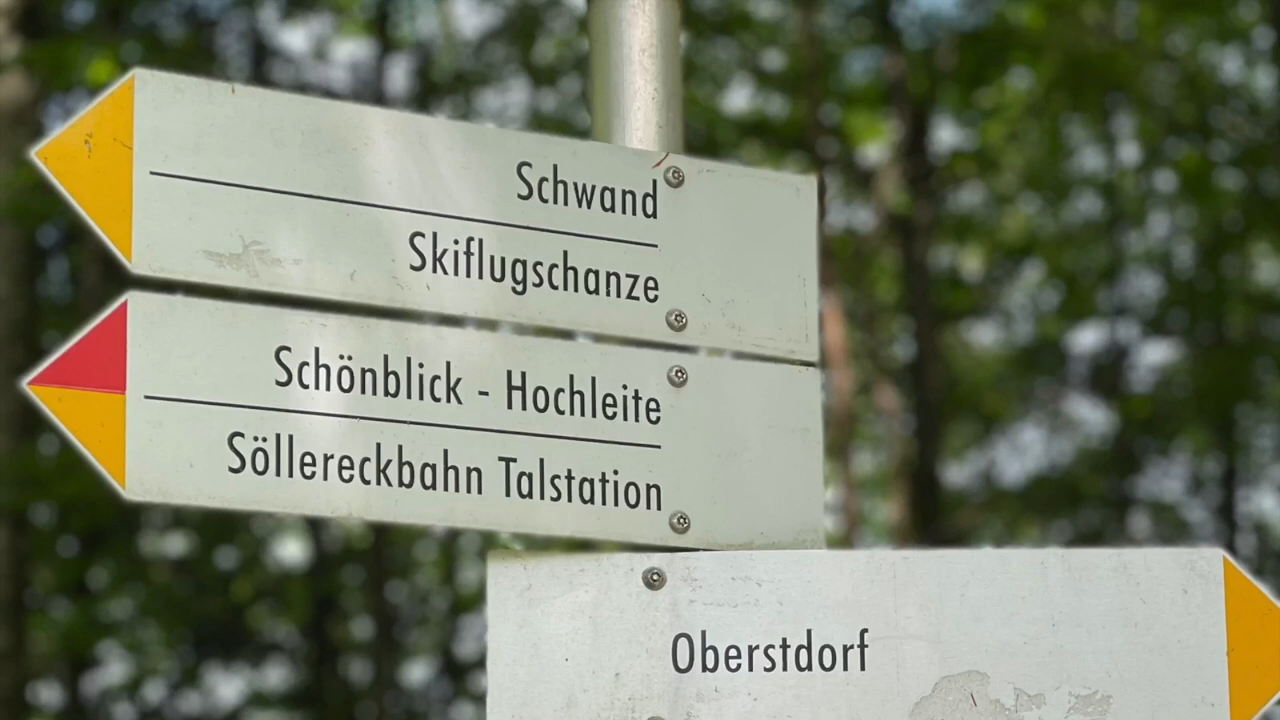 Schwand
Skiflugschanze
Schönblick - Hochleite
Söllereckbahn Talstation
Oberstdorf